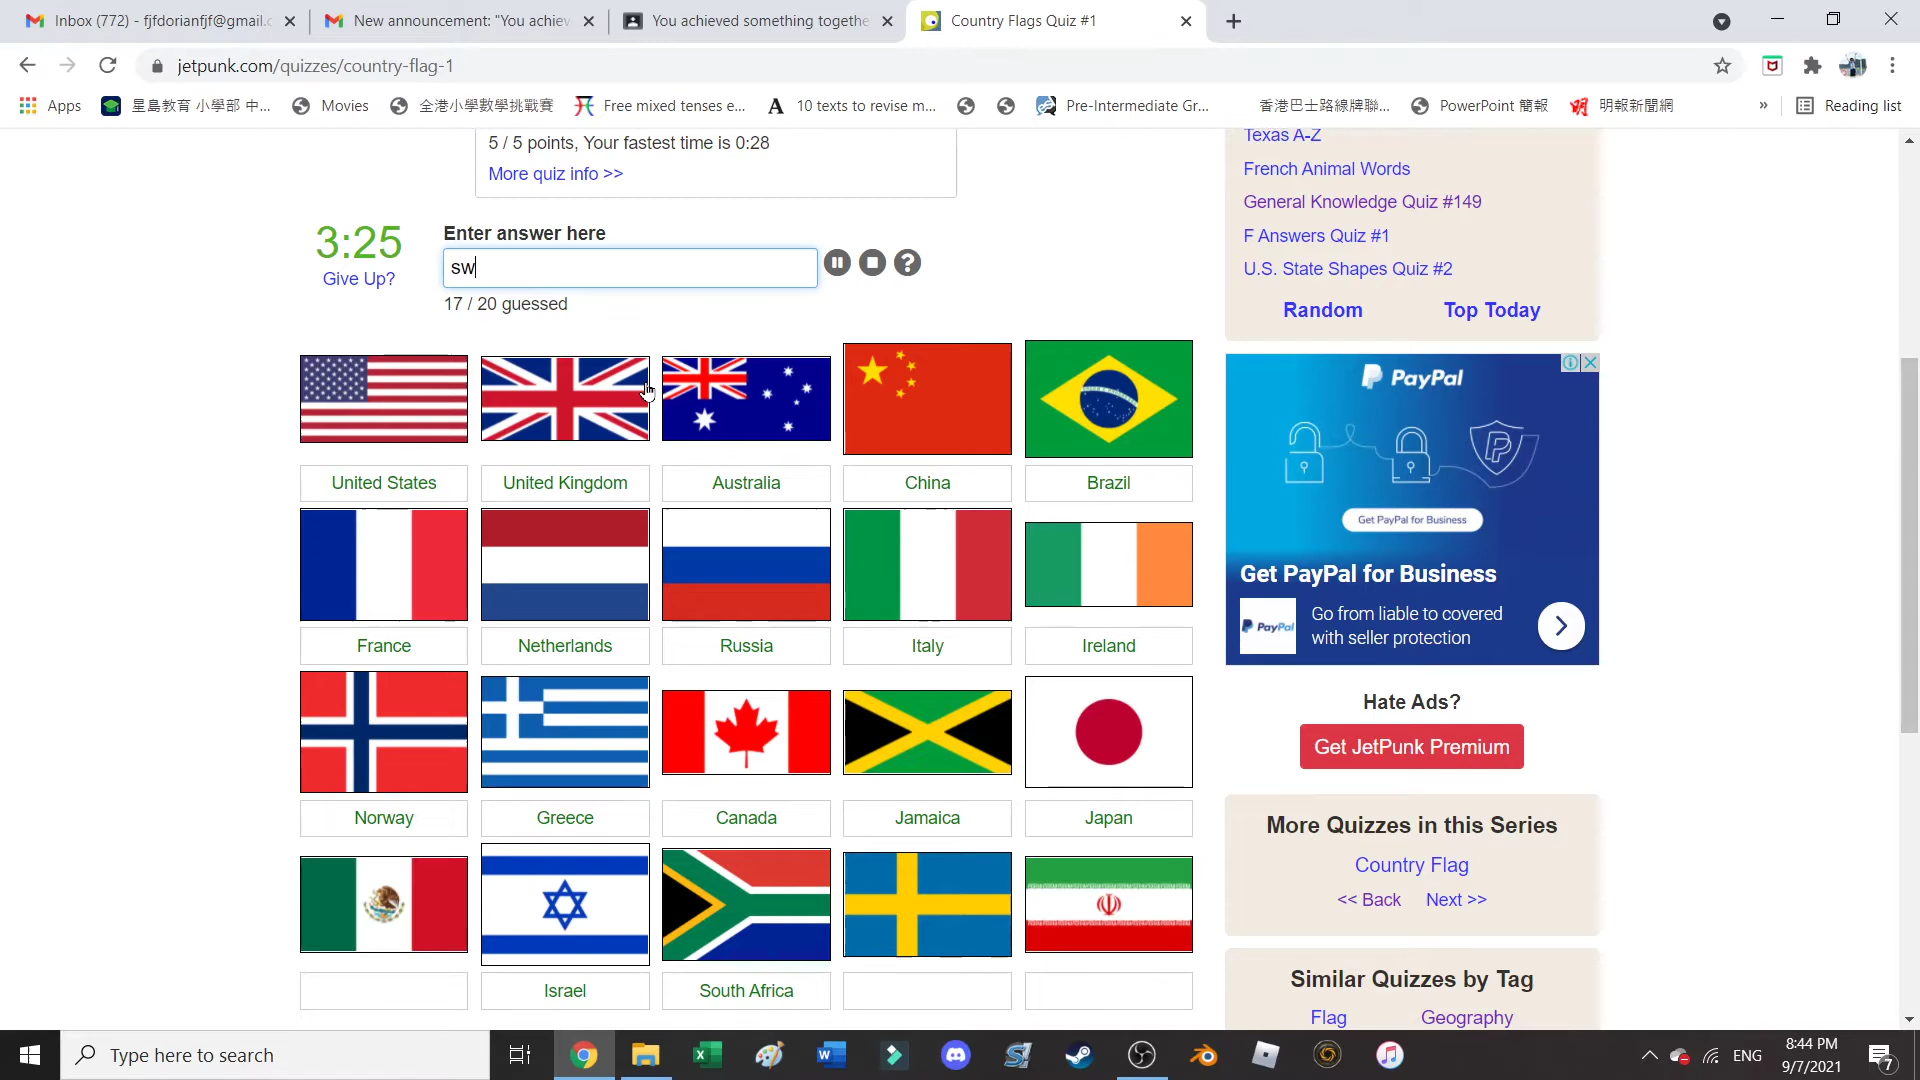 Inbox (772) - fjfdorianfjf@gmail.c
New announcement: "You achiev
You achieved something togethe
Country Flags Quiz #1
jetpunk.com/quizzes/country-flag-1
Apps
星島教育 小學部 中...
Movies
全港小學數學挑戰賽
Free mixed tenses e...
10 texts to revise m...
Pre-Intermediate Gr...
香港巴士路線牌聯...
PowerPoint 簡報
明報新聞網
»
Reading list
5 / 5 points, Your fastest time is 0:28
More quiz info >>
3:25
Give Up?
Enter answer here
sw
17 / 20 guessed
United States
United Kingdom
Australia
China
Brazil
France
Netherlands
Russia
Italy
Ireland
Norway
Greece
Canada
Jamaica
Japan
Israel
South Africa
Texas A-Z
French Animal Words
General Knowledge Quiz #149
F Answers Quiz #1
U.S. State Shapes Quiz #2
Random
Top Today
PayPal
Get PayPal for Business
Get PayPal for Business
PayPal
Go from liable to covered
with seller protection
Hate Ads?
Get JetPunk Premium
More Quizzes in this Series
Country Flag
<< Back
Next >>
Similar Quizzes by Tag
Flag
Geography
Type here to search
ENG
8:44 PM
9/7/2021
7